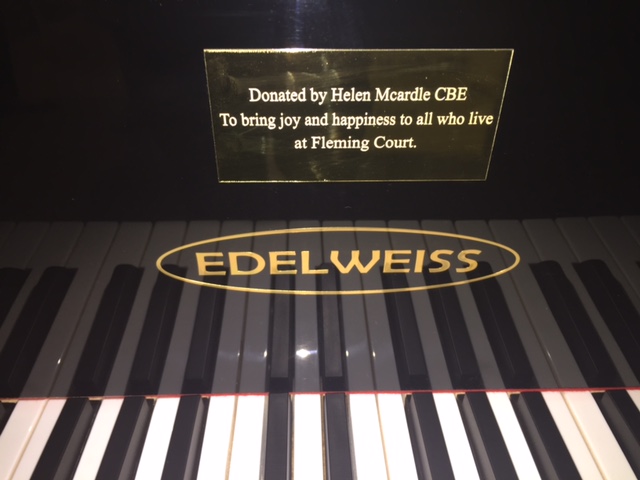 Donated by Helen Mcardle CBE
To bring joy and happiness to all who live
at Fleming Court.
EDELWEISS